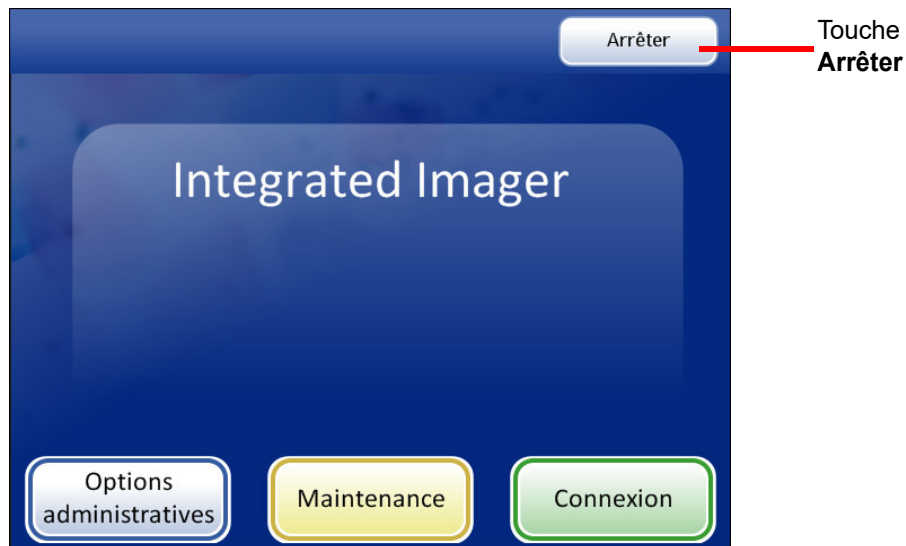 Arrêter
Touche
Arrêter
Integrated Imager
Options
administratives
Maintenance
Connexion